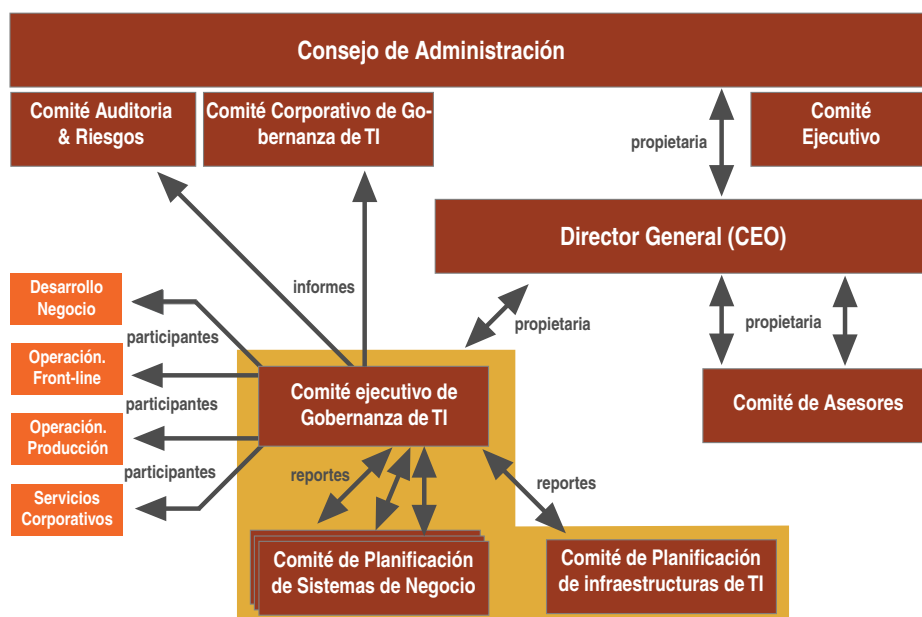 Consejo de Administración
Comité Auditoria
& Riesgos
Comité Corporativo de Go-
bernanza de TI
Comité
Ejecutivo
propietaria
Director General (CEO)
informes
propietaria
propietaria
Desarrollo
Negocio
participantes
Operación.
Front-line
participantes
Operación.
Producción
participantes
Servicios
Corporativos
Comité ejecutivo de
Gobernanza de TI
Comité de Asesores
reportes
reportes
Comité de Planificación
de Sistemas de Negocio
Comité de Planificación
de infraestructuras de TI